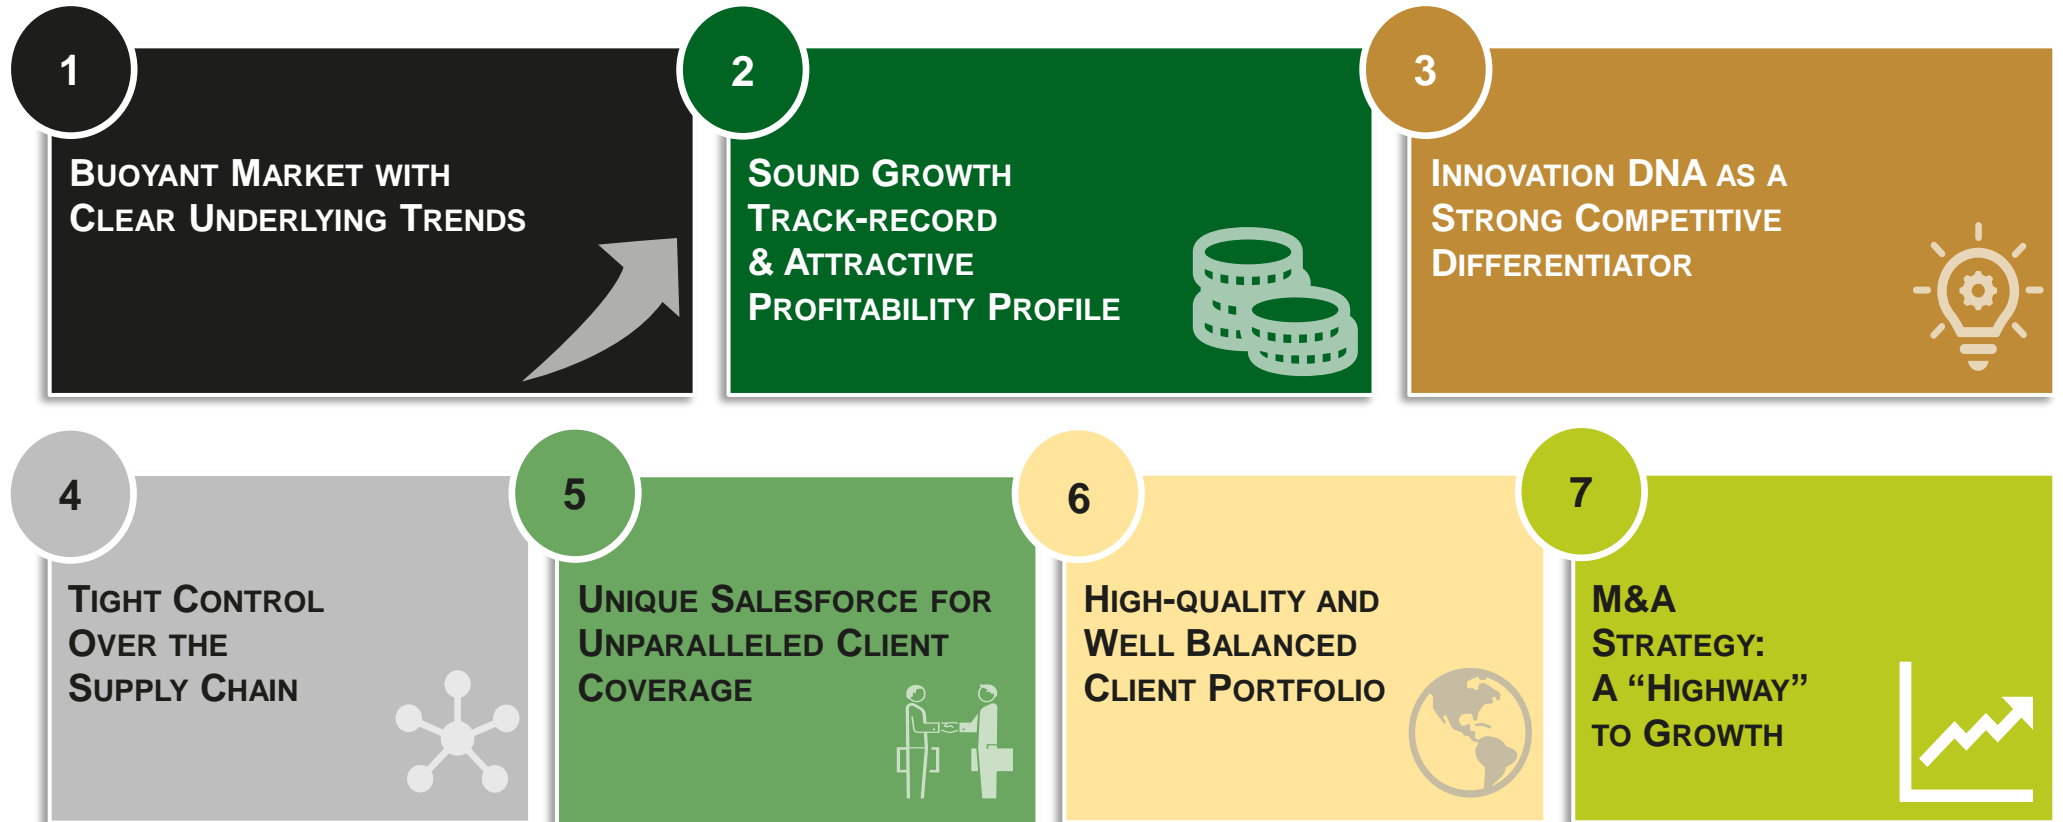 1
BUOYANT MARKET WITH
CLEAR UNDERLYING TRENDS
2
SOUND GROWTH
TRACK-RECORD
& ATTRACTIVE
PROFITABILITY PROFILE
3
INNOVATION DNA AS A
STRONG COMPETITIVE
DIFFERENTIATOR
4
TIGHT CONTROL
OVER THE
SUPPLY CHAIN
5
UNIQUE SALESFORCE FOR
UNPARALLELED CLIENT
COVERAGE
6
HIGH-QUALITY AND
WELL BALANCED
CLIENT PORTFOLIO
7
M&A
STRATEGY:
A “HIGHWAY”
TO GROWTH